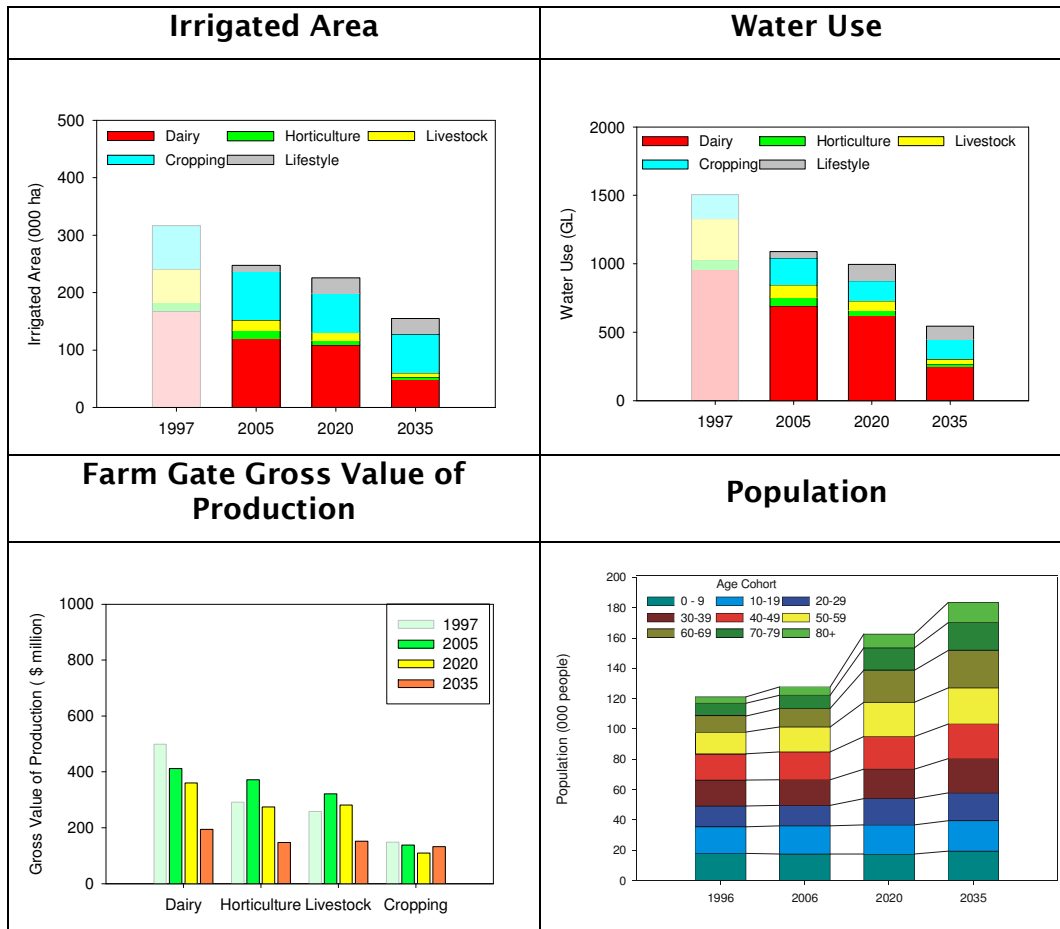 Irrigated Area
Water Use
500
400
300
200
100
0
Irrigated Area (000 ha)
Dairy
Horticulture
Livestock
Cropping
Lifestyle
1997
2005
2020
2035
2000
1500
1000
500
0
Water Use (GL)
Dairy
Horticulture
Livestock
Cropping
Lifestyle
1997
2005
2020
2035
Farm Gate Gross Value of
Production
Population
1000
800
600
400
200
0
Gross Value of Production ( $ million)
1997
2005
2020
2035
Dairy
Horticulture
Livestock
Cropping
200
180
160
140
120
100
80
60
40
20
0
Population (000 people)
Age Cohort
0 - 9
10-19
20-29
30-39
40-49
50-59
60-69
70-79
80+
1996
2006
2020
2035